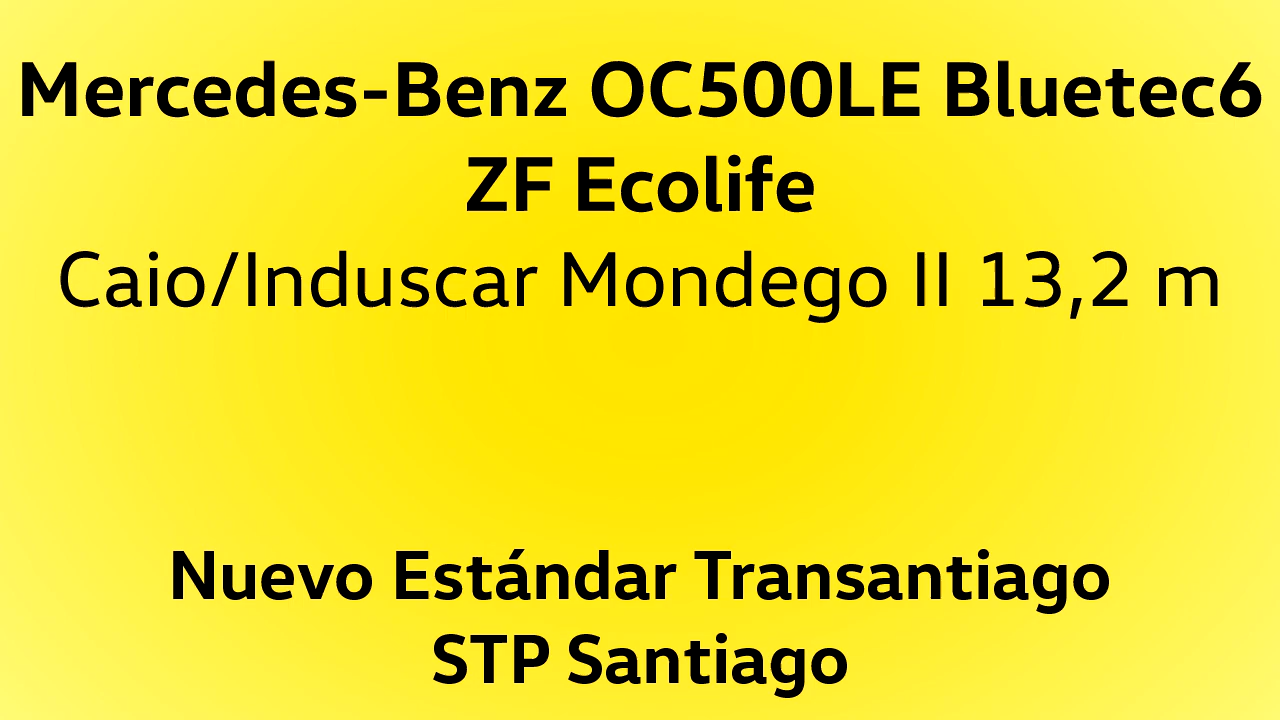 Mercedes-Benz OC500LE Bluetec6
ZF Ecolife
Caio/Induscar Mondego II 13,2 m
Nuevo Estándar Transantiago
STP Santiago